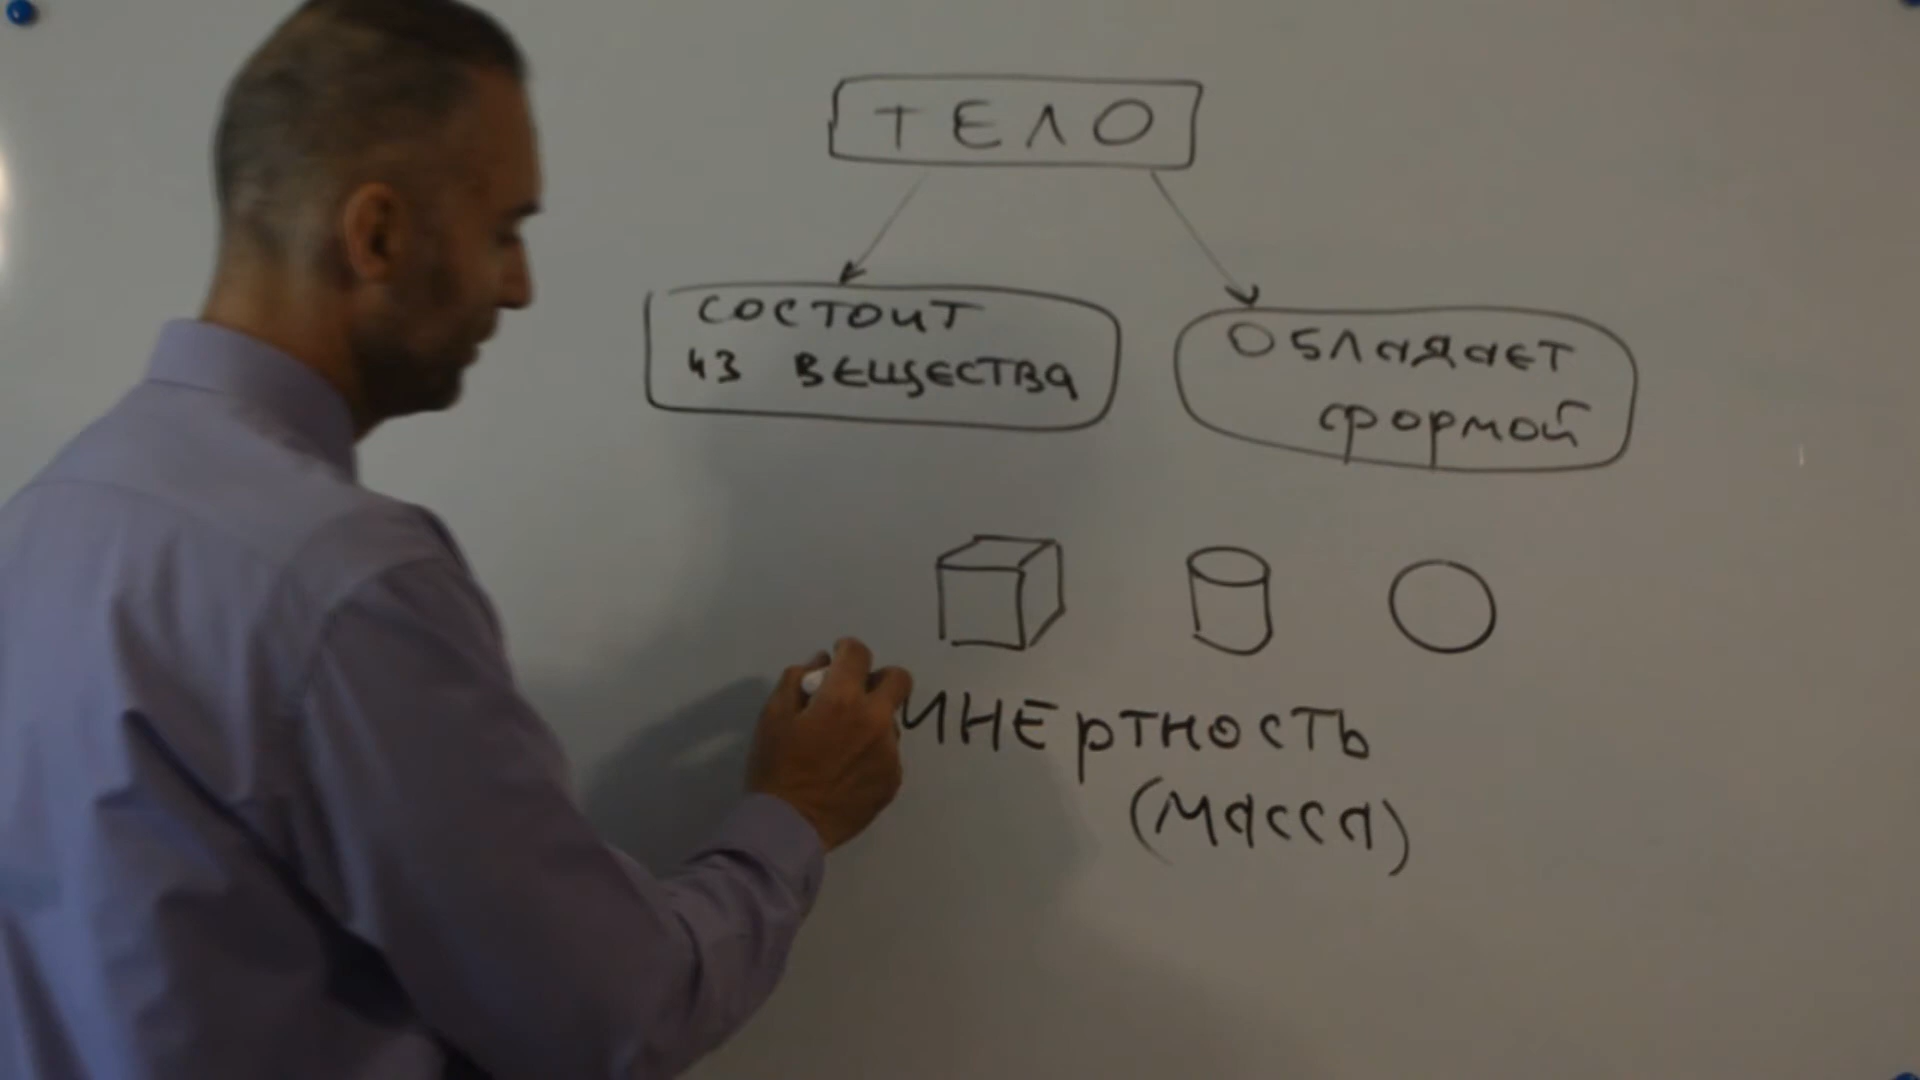 ТЕЛО
состоит
из вещества
Обладает
формой
ИНЕРТНОСТЬ
(масса)